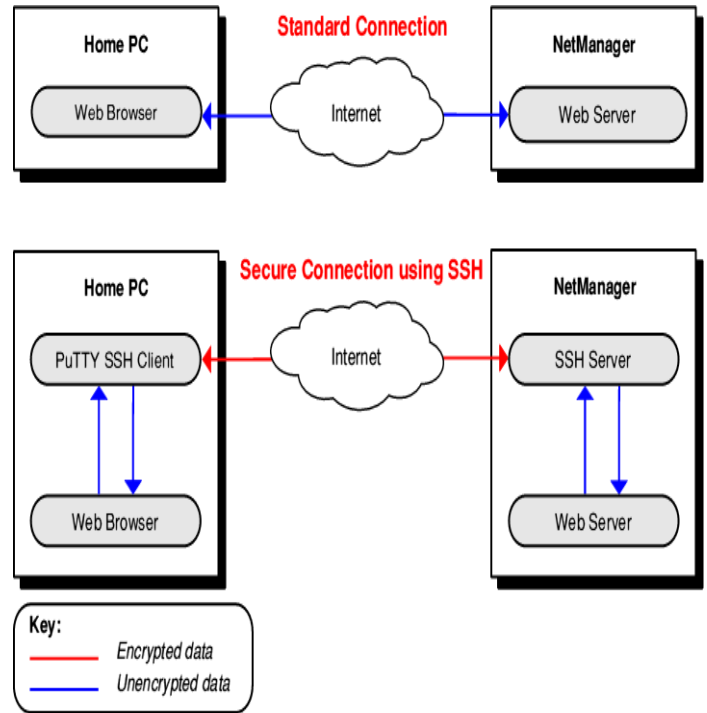 Standard Connection
Home PC
NetManager
Web Browser
Internet
Web Server
Secure Connection using SSH
Home PC
NetManager
PuTTY SSH Client
Internet
SSH Server
Web Browser
Web Server
Key:
Encrypted data
Unencrypted data